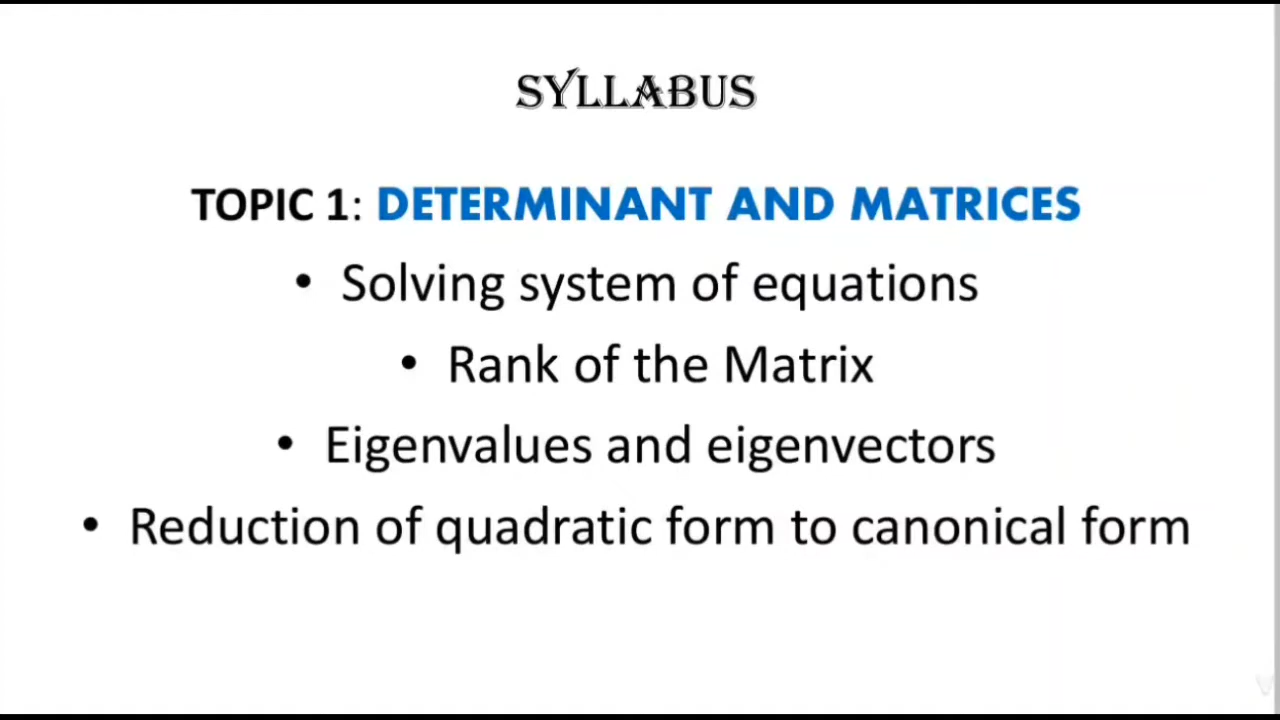 SYLLABUS
TOPIC 1: DETERMINANT AND MATRICES
• Solving system of equations
• Rank of the Matrix
• Eigenvalues and eigenvectors
• Reduction of quadratic form to canonical form